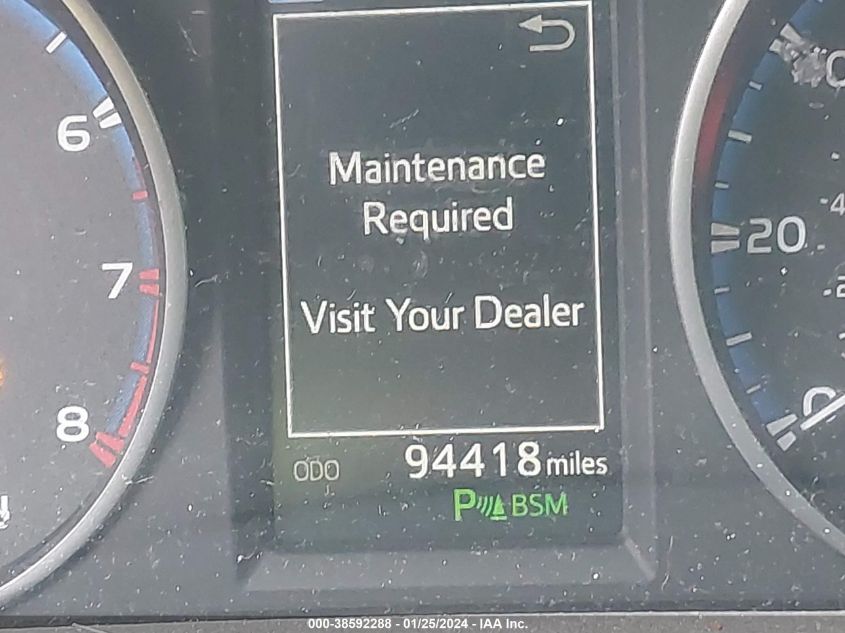 6
7
8
Maintenance
Required
Visit Your Dealer
ODO 94418 miles
P BSM
20
0
000-38592288 - 01/25/2024 - IAA Inc.